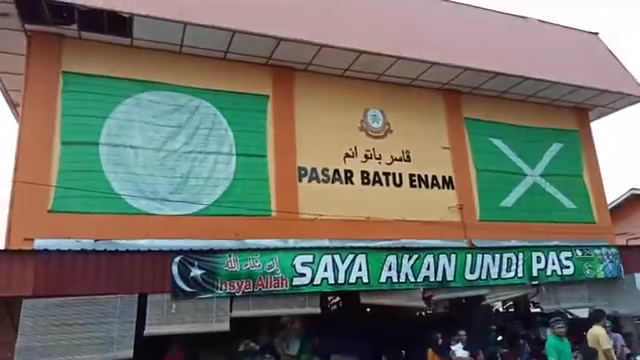 ڤاسر باتو انم
PASAR BATU ENAM
إن شاء الله
Insya Allah
SAYA AKAN UNDI PAS